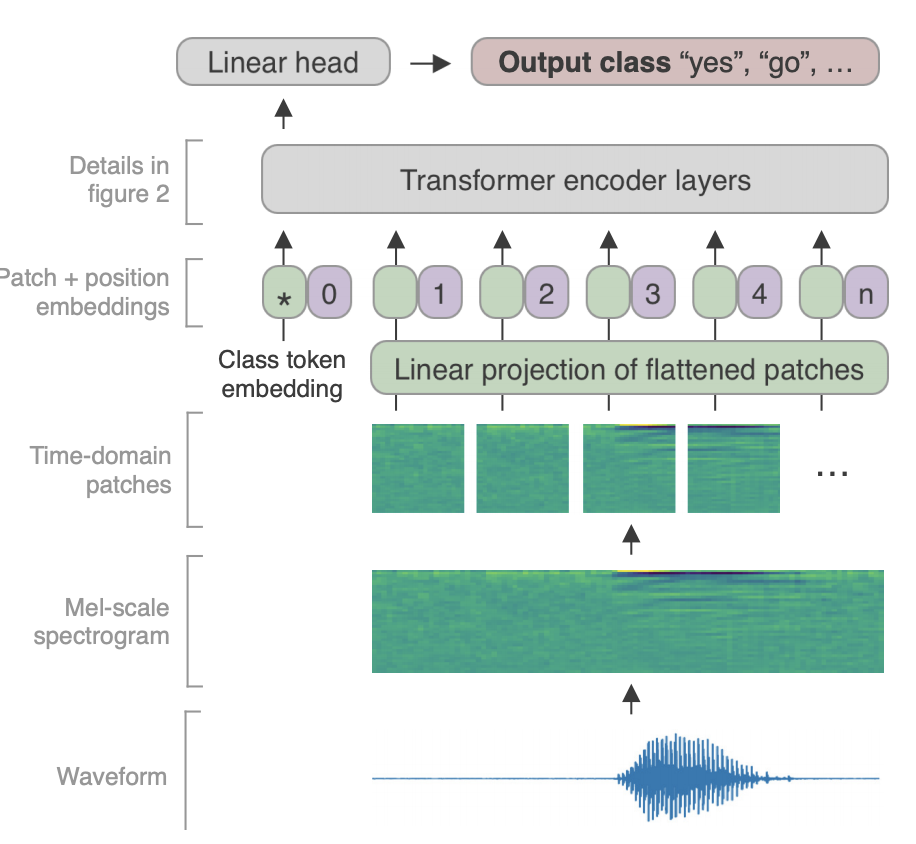 Linear head
Output class “yes”, “go”, …
Details in
figure 2
Transformer encoder layers
Patch + position
embeddings
* 0 1 2 3 4 n
Class token
embedding
Linear projection of flattened patches
Time-domain
patches
...
Mel-scale
spectrogram
Waveform